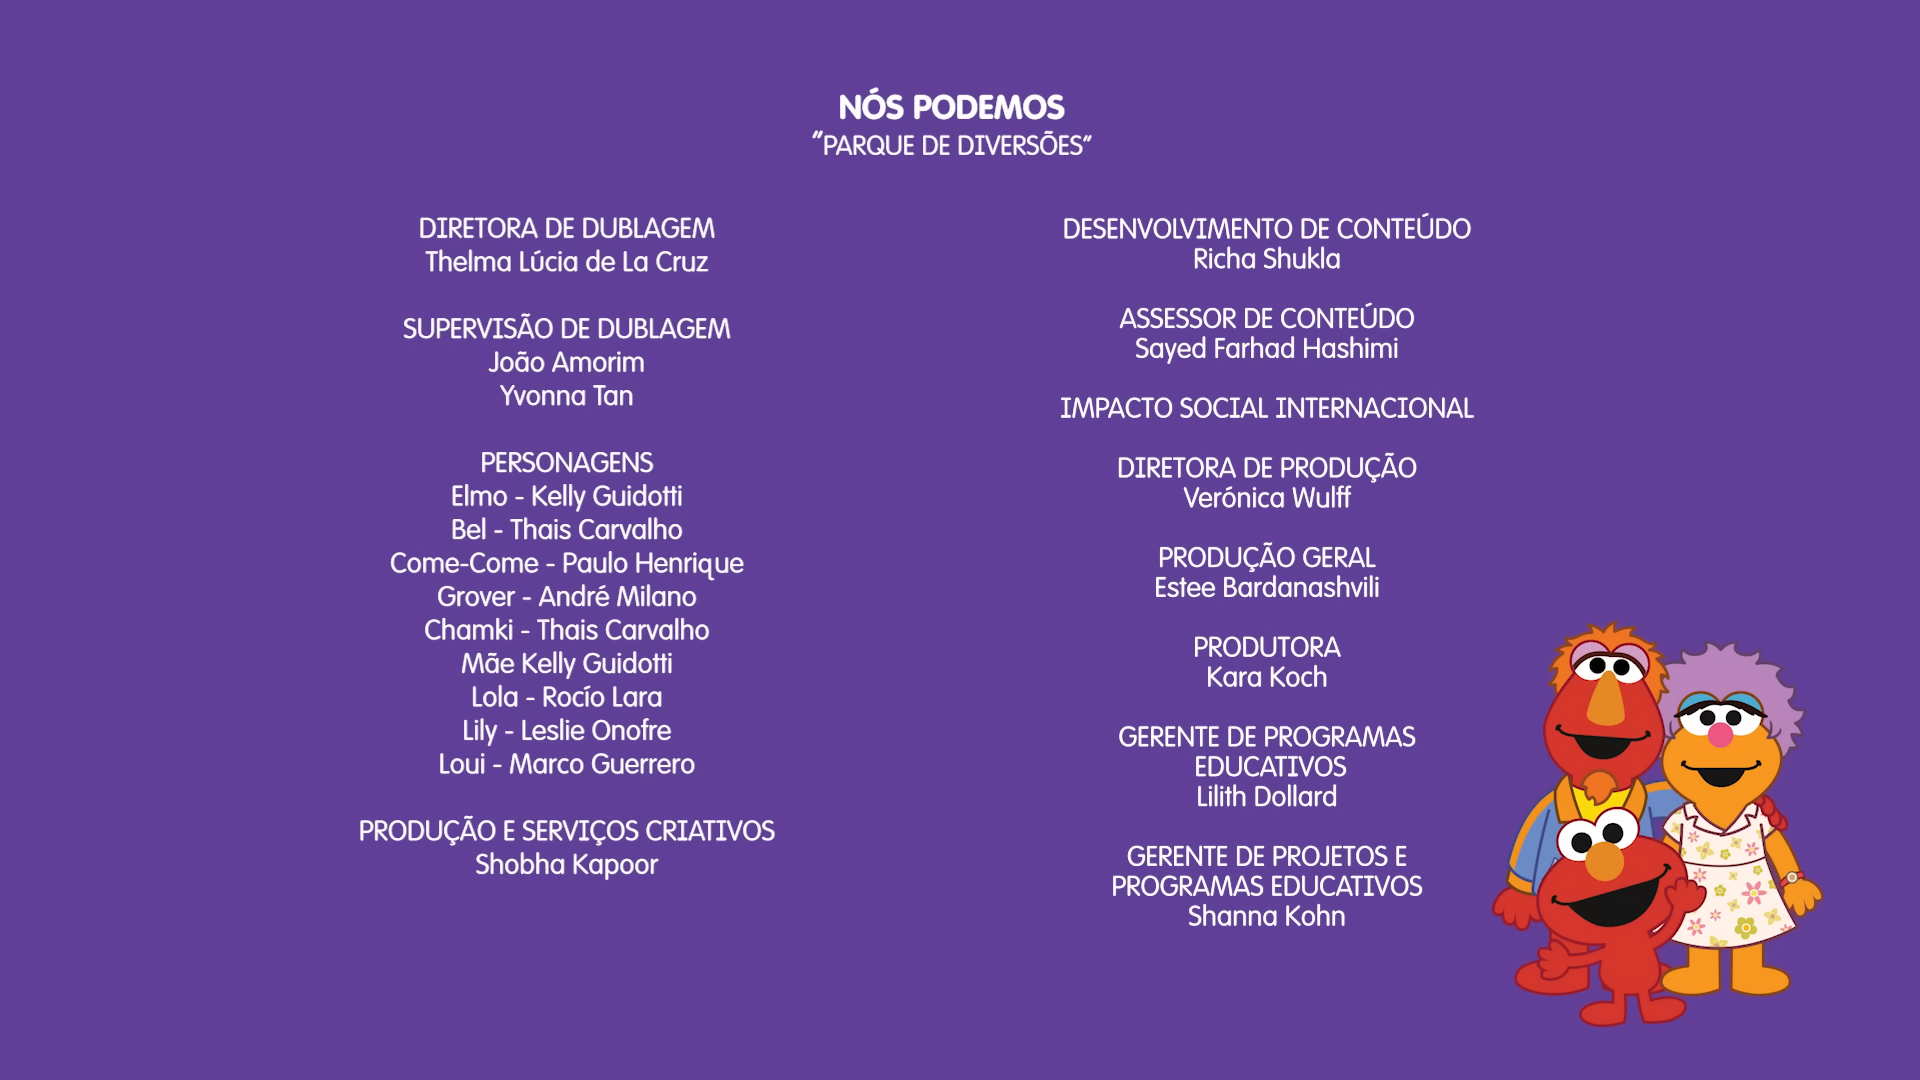 NÓS PODEMOS
“PARQUE DE DIVERSÕES”
DIRETORA DE DUBLAGEM
Thelma Lúcia de La Cruz
SUPERVISÃO DE DUBLAGEM
João Amorim
Yvonna Tan
PERSONAGENS
Elmo - Kelly Guidotti
Bel - Thais Carvalho
Come-Come - Paulo Henrique
Grover - André Milano
Chamki - Thais Carvalho
Mãe Kelly Guidotti
Lola - Rocío Lara
Lily - Leslie Onofre
Loui - Marco Guerrero
PRODUÇÃO E SERVIÇOS CRIATIVOS
Shobha Kapoor
DESENVOLVIMENTO DE CONTEÚDO
Richa Shukla
ASSESSOR DE CONTEÚDO
Sayed Farhad Hashimi
IMPACTO SOCIAL INTERNACIONAL
DIRETORA DE PRODUÇÃO
Verónica Wulff
PRODUÇÃO GERAL
Estee Bardanashvili
PRODUTORA
Kara Koch
GERENTE DE PROGRAMAS
EDUCATIVOS
Lilith Dollard
GERENTE DE PROJETOS E
PROGRAMAS EDUCATIVOS
Shanna Kohn